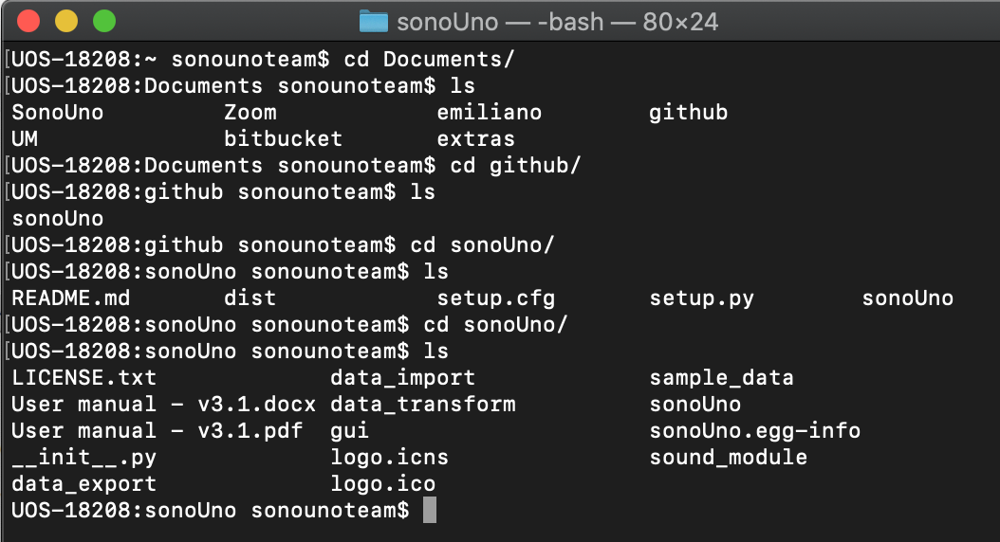 sonoUno — -bash — 80×24
UOS-18208:~ sonounoteam$ cd Documents/
UOS-18208:Documents sonounoteam$ ls
SonoUno Zoom emiliano github
UM bitbucket extras
UOS-18208:Documents sonounoteam$ cd github/
UOS-18208:github sonounoteam$ ls
sonoUno
UOS-18208:github sonounoteam$ cd sonoUno/
UOS-18208:sonoUno sonounoteam$ ls
README.md dist setup.cfg setup.py sonoUno
UOS-18208:sonoUno sonounoteam$ cd sonoUno/
UOS-18208:sonoUno sonounoteam$ ls
LICENSE.txt data_import sample_data
User manual - v3.1.docx data_transform sonoUno
User manual - v3.1.pdf gui sonoUno.egg-info
__init__.py logo.icns sound_module
data_export logo.ico
UOS-18208:sonoUno sonounoteam$